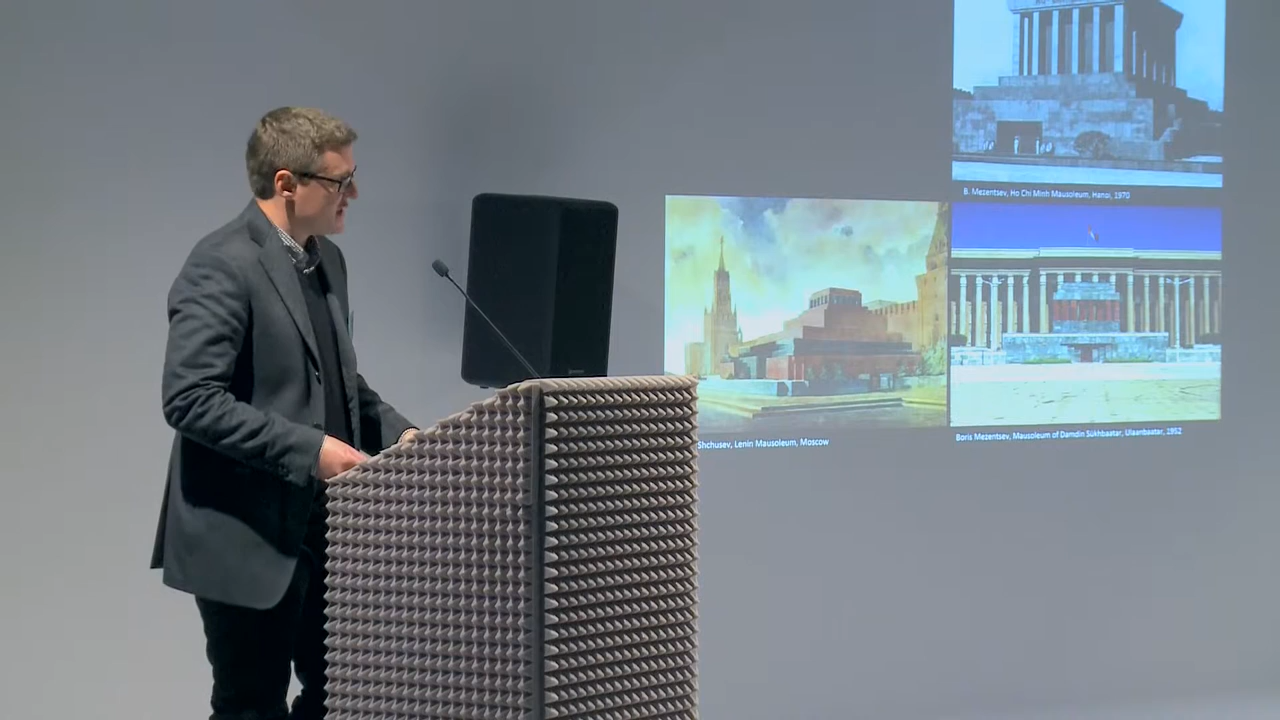 B. Mezentsev, Ho Chi Minh Mausoleum, Hanoi, 1970
Shchusev, Lenin Mausoleum, Moscow
Boris Mezentsev, Mausoleum of Damdin Sükhbaatar, Ulaanbaatar, 1952